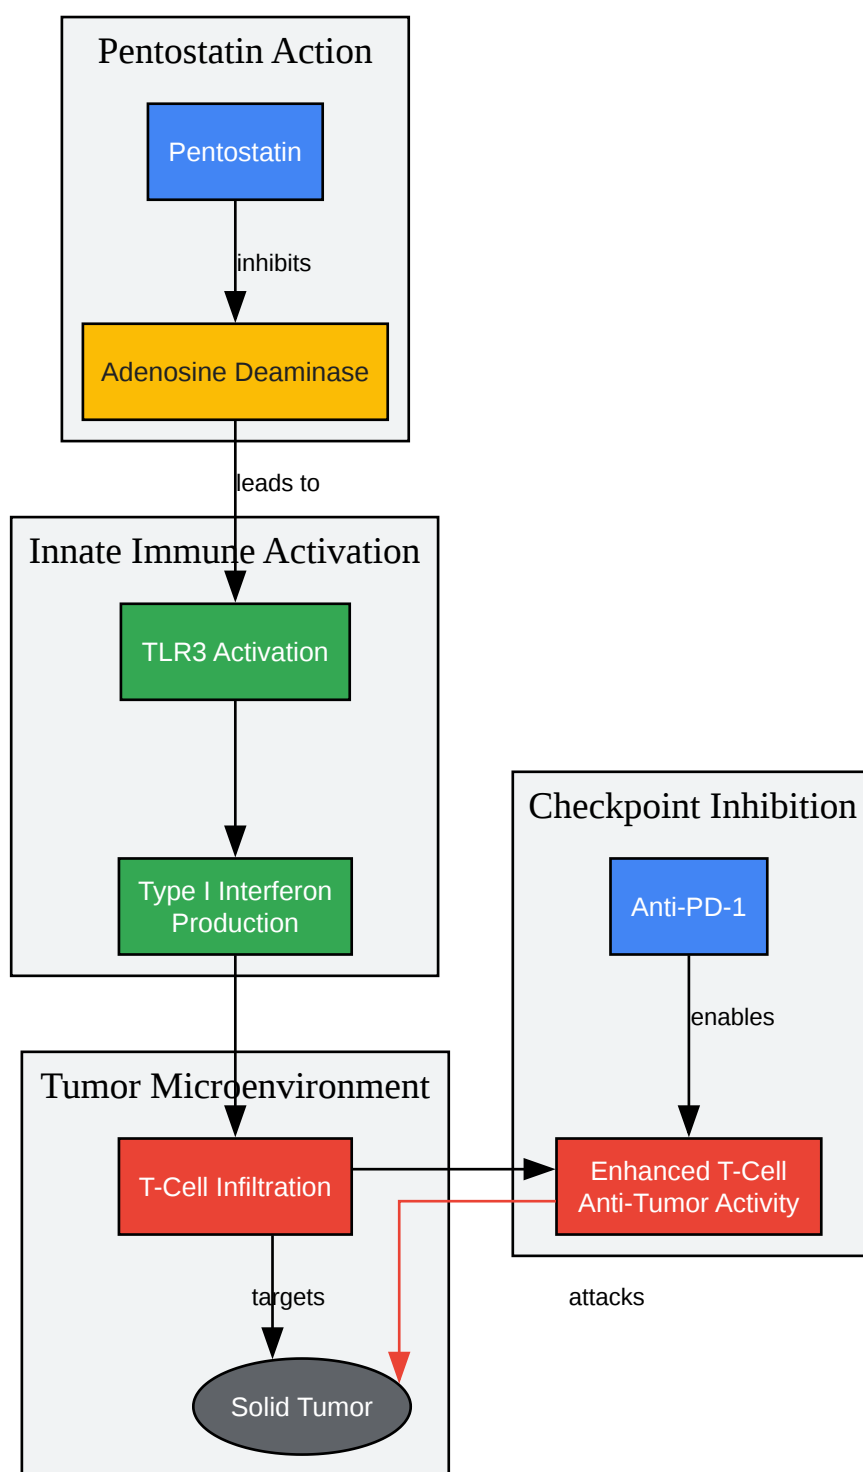 Pentostatin Action
Pentostatin
inhibits
Adenosine Deaminase
leads to
Innate Immune Activation
TLR3 Activation
Type I Interferon
Production
Checkpoint Inhibition
Anti-PD-1
enables
Tumor Microenvironment
T-Cell Infiltration
Enhanced T-Cell
Anti-Tumor Activity
targets
attacks
Solid Tumor